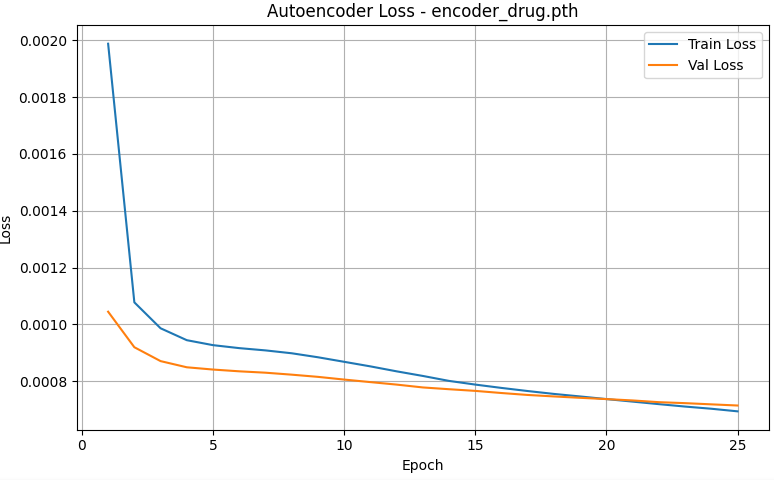 Autoencoder Loss - encoder_drug.pth
0.0020
0.0018
0.0016
0.0014
0.0012
0.0010
0.0008
Loss
Train Loss
Val Loss
0 5 10 15 20 25
Epoch